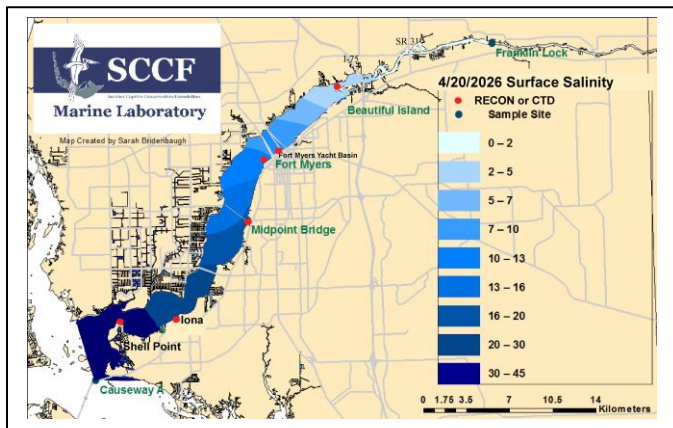 SCCF
Sanibel-Captiva Conservation Foundation
Marine Laboratory
Map Created by Sarah Bridenbaugh
SR 31
I-75
Franklin Lock
4/20/2026 Surface Salinity
RECON or CTD
Sample Site
0 – 2
2 – 5
5 – 7
7 – 10
10 – 13
13 – 16
16 – 20
20 – 30
30 – 45
Beautiful Island
Fort Myers Yacht Basin
Fort Myers
Midpoint Bridge
Iona
Shell Point
Causeway A
0 1.75 3.5 7 10.5 14
Kilometers